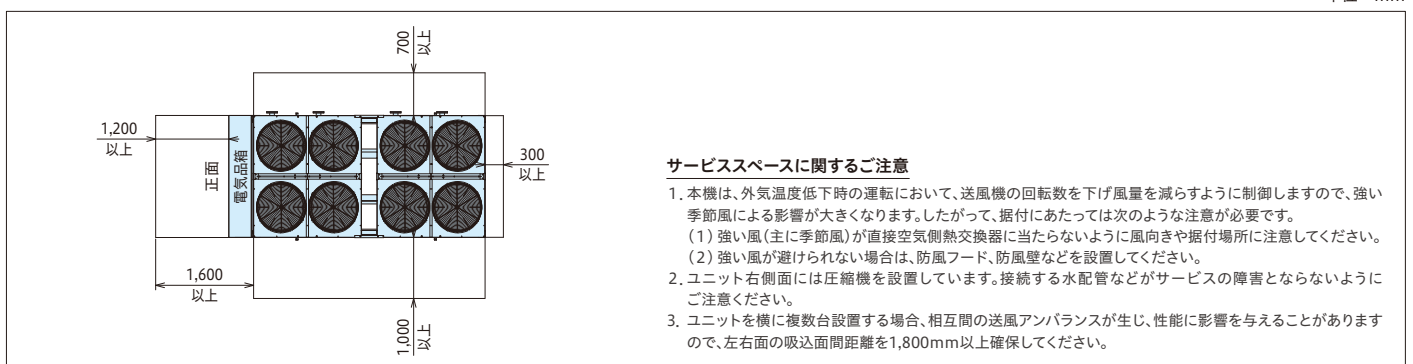 700
以上
1,200
以上
正面
電気品箱
300
以上
1,600
以上
1,000
以上
サービススペースに関するご注意
1. 本機は、外気温度低下時の運転において、送風機の回転数を下げ風量を減らすように制御しますので、強い
季節風による影響が大きくなります。したがって、据付にあたっては次のような注意が必要です。
(1) 強い風(主に季節風)が直接空気側熱交換器に当たらないように風向きや据付場所に注意してください。
(2) 強い風が避けられない場合は、防風フード、防風壁などを設置してください。
2. ユニット右側面には圧縮機を設置しています。接続する水配管などがサービスの障害とならないように
ご注意ください。
3. ユニットを横に複数台設置する場合、相互間の送風アンバランスが生じ、性能に影響を与えることがあります
ので、左右面の吸込面間距離を1,800mm以上確保してください。